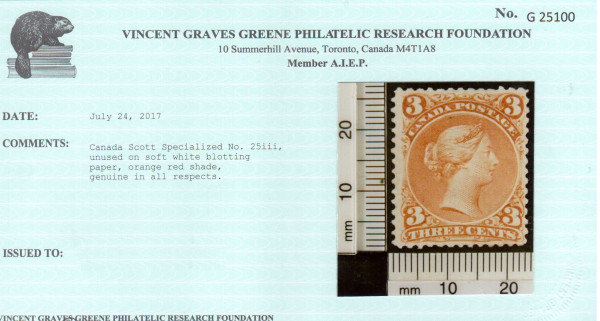 No. G 25100
VINCENT GRAVES GREENE PHILATELIC RESEARCH FOUNDATION
10 Summerhill Avenue, Toronto, Canada M4T1A8
Member A.I.E.P.
DATE: July 24, 2017
COMMENTS: Canada Scott Specialized No. 25iii,
unused on soft white blotting
paper, orange red shade,
genuine in all respects.
20
10
mm
3 CANADA POSTAGE 3
3 THREE CENTS 3
mm 10 20
ISSUED TO:
VINCENT GRAVES GREENE PHILATELIC RESEARCH FOUNDATION